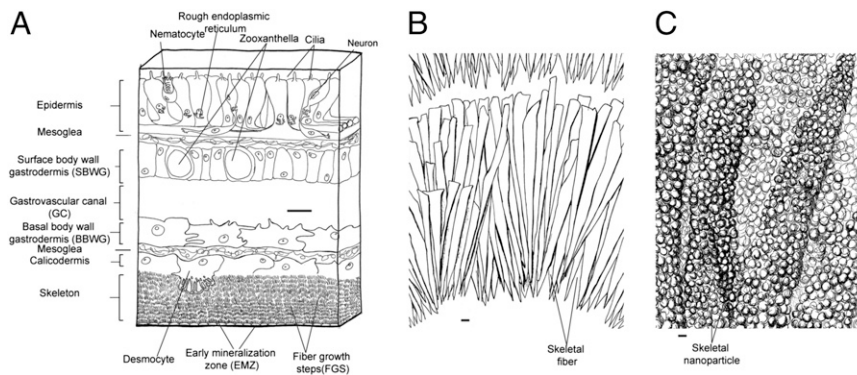 A
B
C
Rough endoplasmic
reticulum
Nematocyte
Zooxanthella
Cilia
Neuron
Epidermis
Mesoglea
Surface body wall
gastrodermis (SBWG)
Gastrovascular canal
(GC)
Basal body wall
gastrodermis (BBWG)
Mesoglea
Calicodermis
Skeleton
Desmocyte
Early mineralization
zone (EMZ)
Fiber growth
steps(FGS)
Skeletal
fiber
Skeletal
nanoparticle